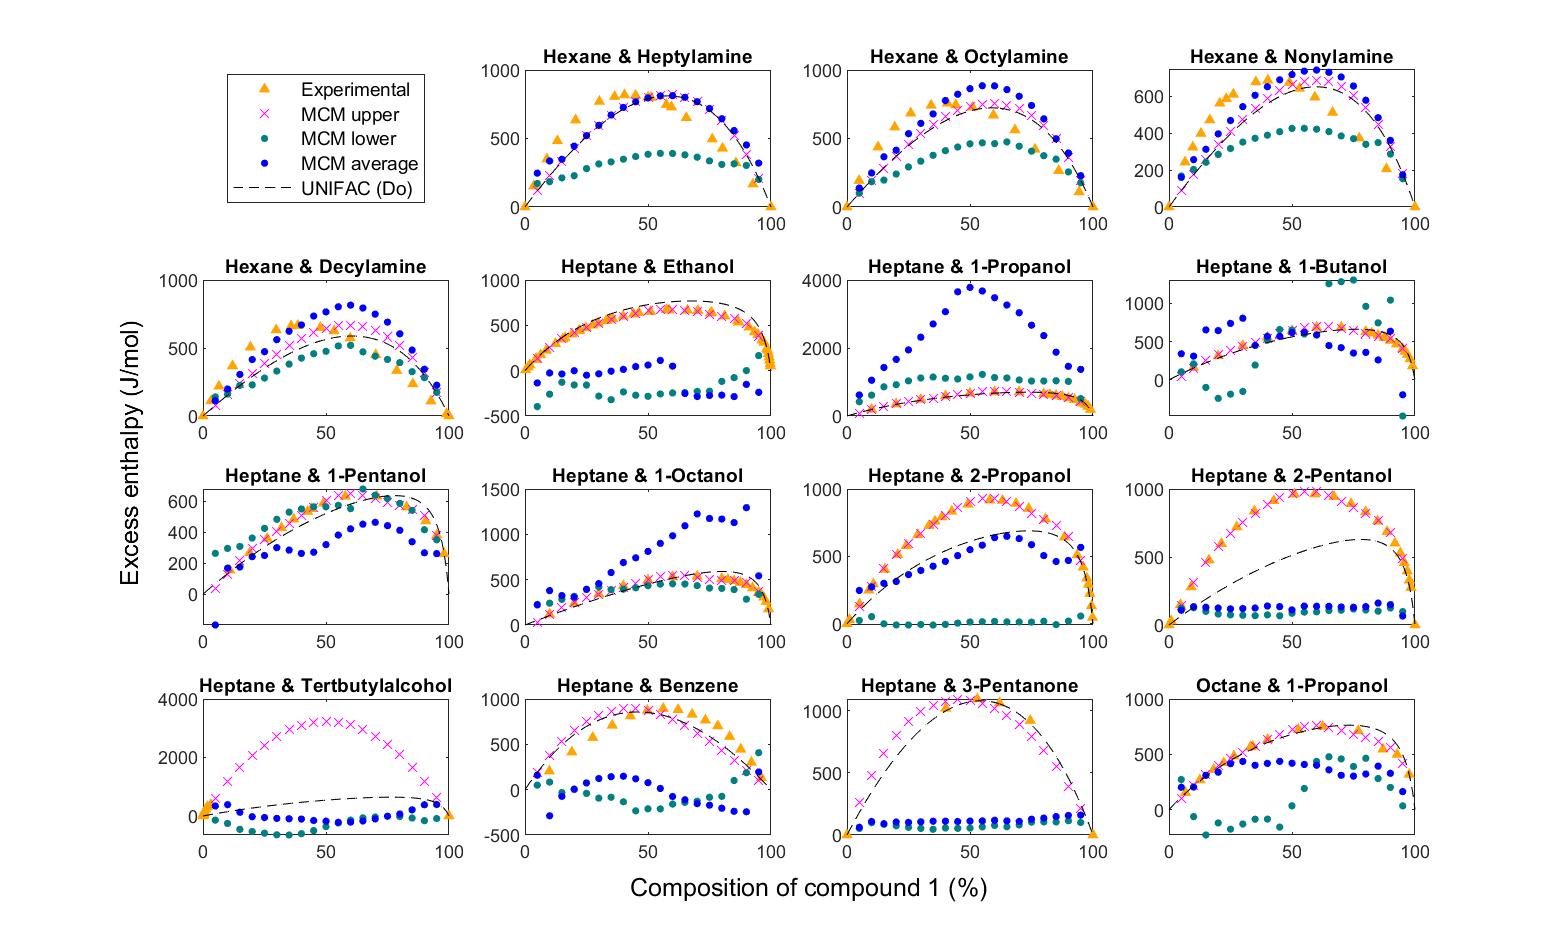 Hexane & Heptylamine
Hexane & Octylamine
Hexane & Nonylamine
Experimental
MCM upper
MCM lower
MCM average
UNIFAC (Do)
1000
500
0
0 50 100
1000
500
0
0 50 100
600
400
200
0
0 50 100
Hexane & Decylamine
Heptane & Ethanol
Heptane & 1-Propanol
Heptane & 1-Butanol
1000
500
0
0 50 100
1000
500
0
-500
0 50 100
4000
2000
0
0 50 100
1000
500
0
0 50 100
Excess enthalpy (J/mol)
Heptane & 1-Pentanol
Heptane & 1-Octanol
Heptane & 2-Propanol
Heptane & 2-Pentanol
600
400
200
0
0 50 100
1500
1000
500
0
0 50 100
1000
500
0
0 50 100
1000
500
0
0 50 100
Heptane & Tertbutylalcohol
Heptane & Benzene
Heptane & 3-Pentanone
Octane & 1-Propanol
4000
2000
0
0 50 100
1000
500
0
-500
0 50 100
1000
500
0
0 50 100
1000
500
0
0 50 100
Composition of compound 1 (%)